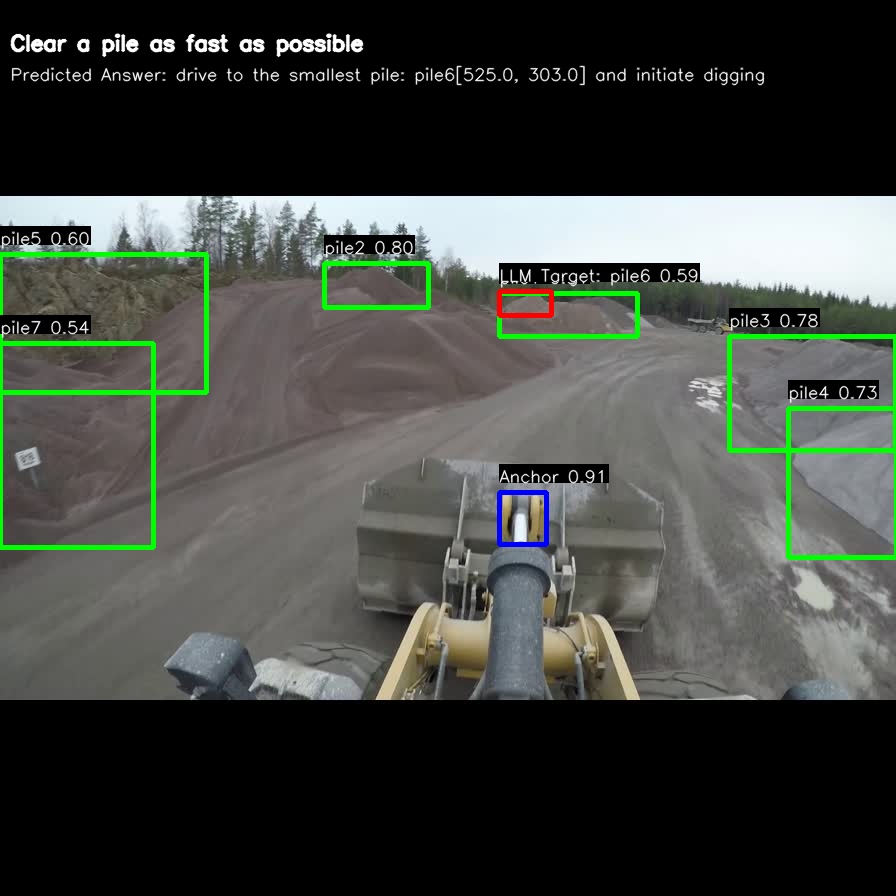 Clear a pile as fast as possible
Predicted Answer: drive to the smallest pile: pile6[525.0, 303.0] and initiate digging
pile5 0.60
pile2 0.80
LLM Target: pile6 0.59
pile3 0.78
pile7 0.54
pile4 0.73
Anchor 0.91